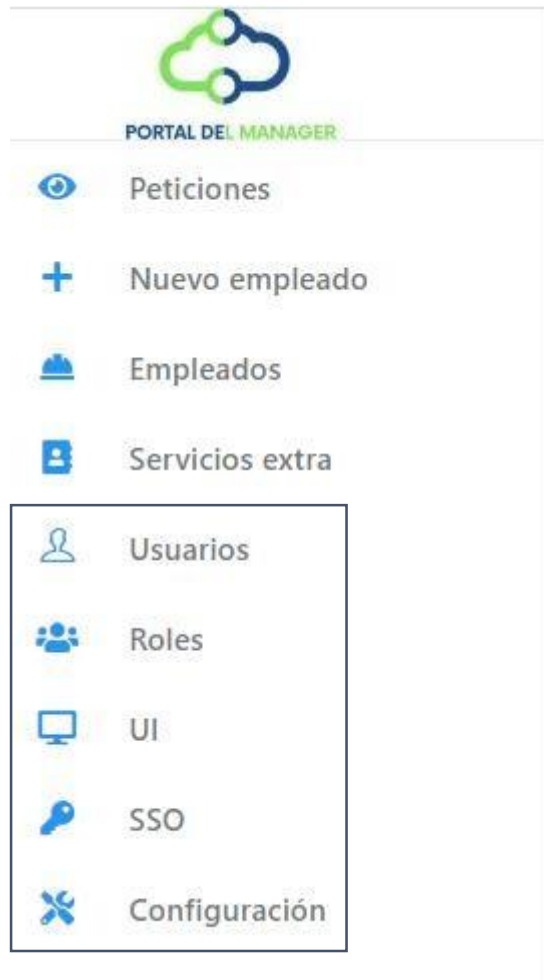 PORTAL DEL MANAGER
Peticiones
Nuevo empleado
Empleados
Servicios extra
Usuarios
Roles
UI
SSO
Configuración